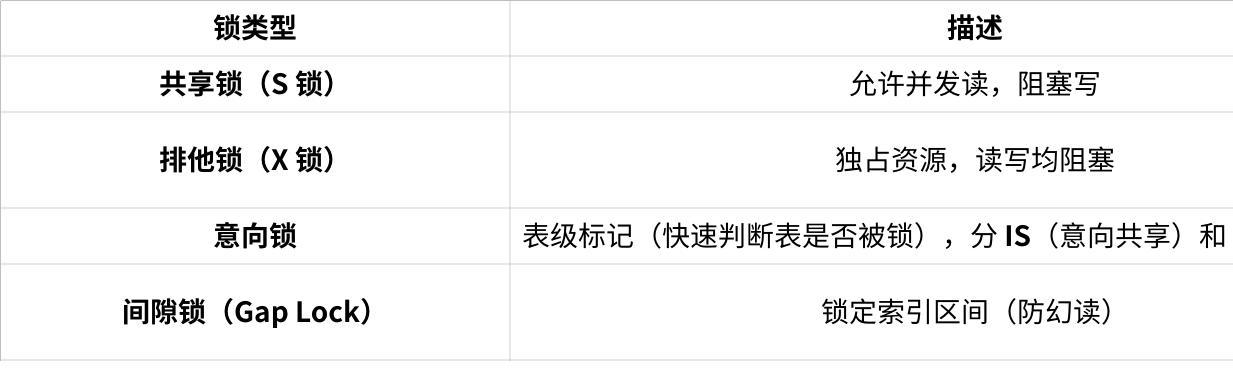 锁类型 描述
共享锁（S 锁） 允许并发读，阻塞写
排他锁（X 锁） 独占资源，读写均阻塞
意向锁 表级标记（快速判断表是否被锁），分 IS（意向共享）和
间隙锁（Gap Lock） 锁定索引区间（防幻读）